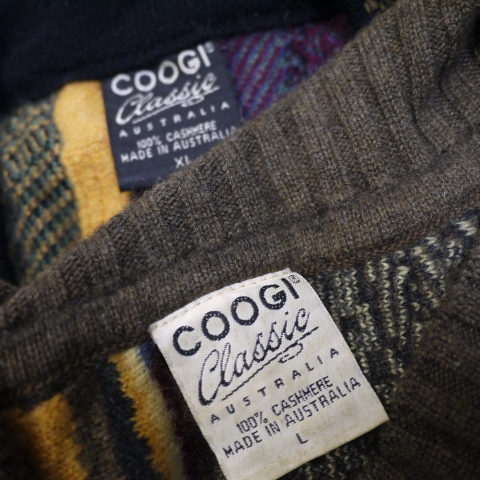 COOGI®
Classic
AUSTRALIA
100% CASHMERE
MADE IN AUSTRALIA
XL
COOGI®
Classic
AUSTRALIA
100% CASHMERE
MADE IN AUSTRALIA
L